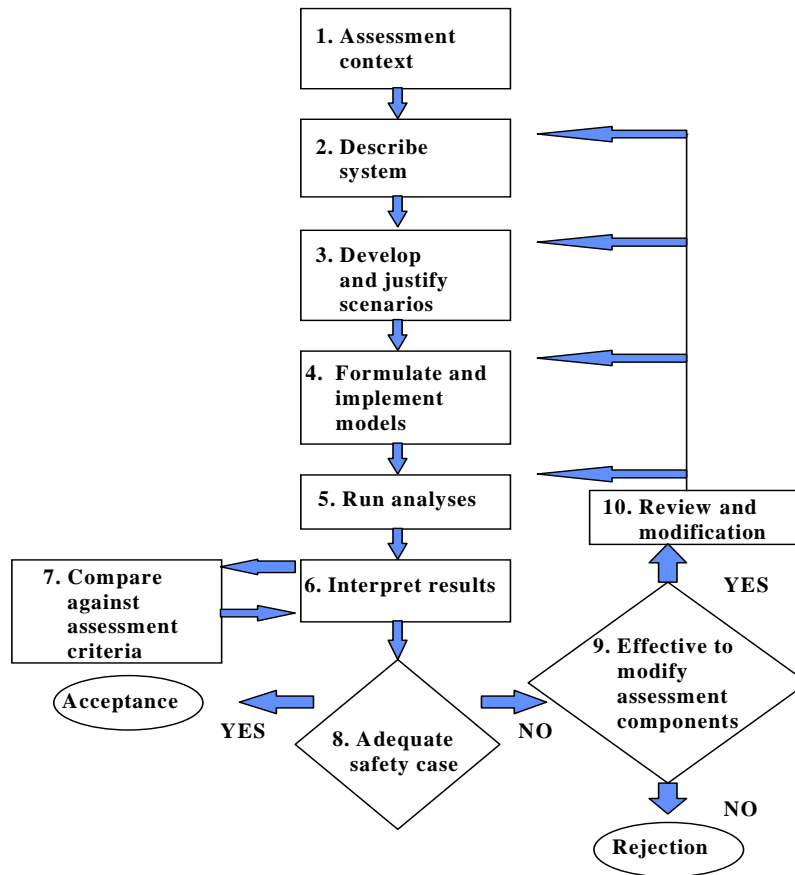 1. Assessment
context
2. Describe
system
3. Develop
and justify
scenarios
4. Formulate and
implement
models
5. Run analyses
10. Review and
modification
6. Interpret results
7. Compare
against
assessment
criteria
YES
9. Effective to
modify
assessment
components
Acceptance
YES
8. Adequate
safety case
NO
NO
Rejection